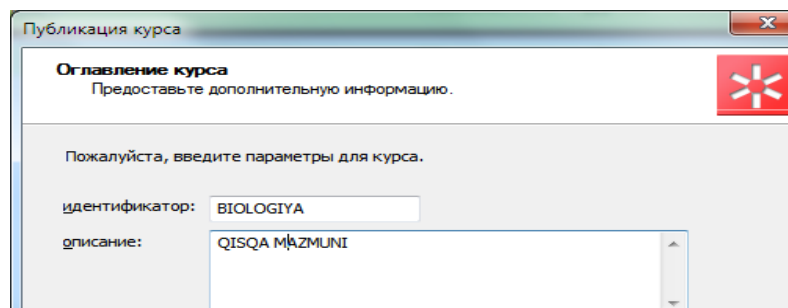 Публикация курса
Оглавление курса
Предоставьте дополнительную информацию.
Пожалуйста, введите параметры для курса.
идентификатор: BIOLOGIYA
описание: QISQA MAZMUNI